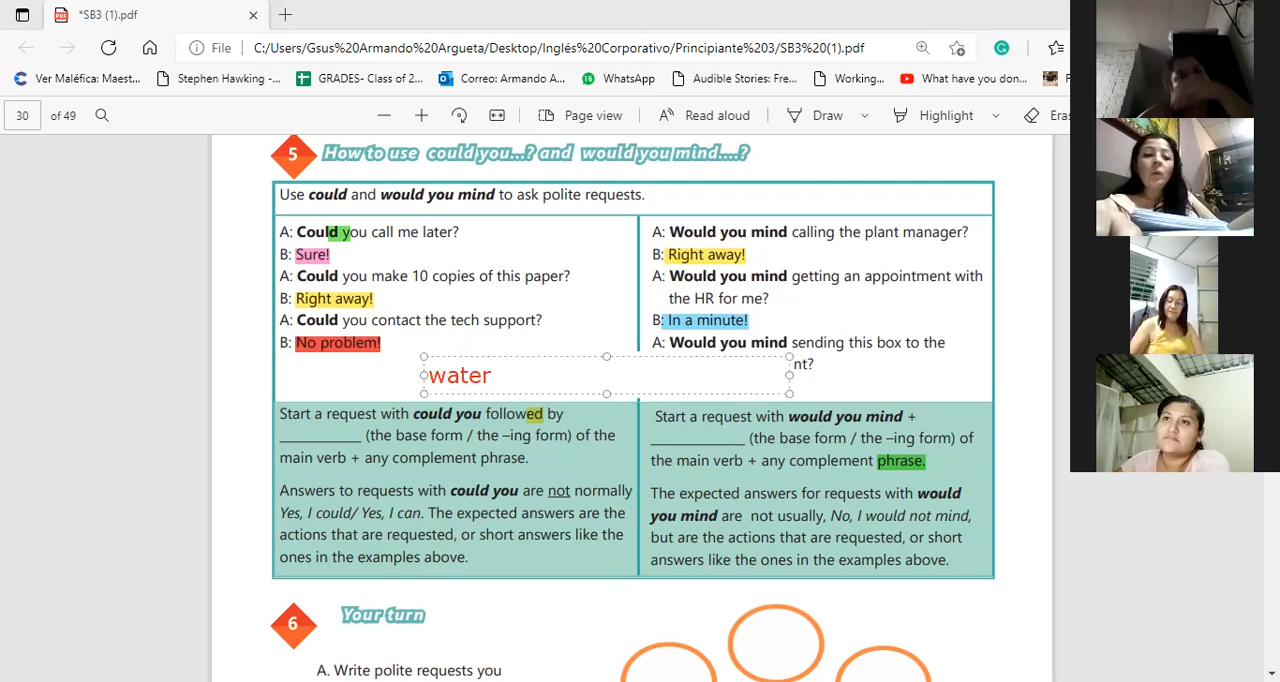 *SB3 (1).pdf
File C:/Users/Gsus%20Armando%20Argueta/Desktop/Inglés%20Corporativo/Principiante%203/SB3%20(1).pdf
Ver Maléfica: Maest... Stephen Hawking -... GRADES- Class of 2... Correo: Armando A... WhatsApp Audible Stories: Fre... Working... What have you don...
30 of 49 Page view Read aloud Draw Highlight Eras
5 How to use could you...? and would you mind....?
Use could and would you mind to ask polite requests.
A: Could you call me later?
B: Sure!
A: Could you make 10 copies of this paper?
B: Right away!
A: Could you contact the tech support?
B: No problem!
A: Would you mind calling the plant manager?
B: Right away!
A: Would you mind getting an appointment with
the HR for me?
B: In a minute!
A: Would you mind sending this box to the
nt?
water
Start a request with could you followed by
__________ (the base form / the –ing form) of the
main verb + any complement phrase.
Answers to requests with could you are not normally
Yes, I could/ Yes, I can. The expected answers are the
actions that are requested, or short answers like the
ones in the examples above.
Start a request with would you mind +
___________ (the base form / the –ing form) of
the main verb + any complement phrase.
The expected answers for requests with would
you mind are not usually, No, I would not mind,
but are the actions that are requested, or short
answers like the ones in the examples above.
6 Your turn
A. Write polite requests you